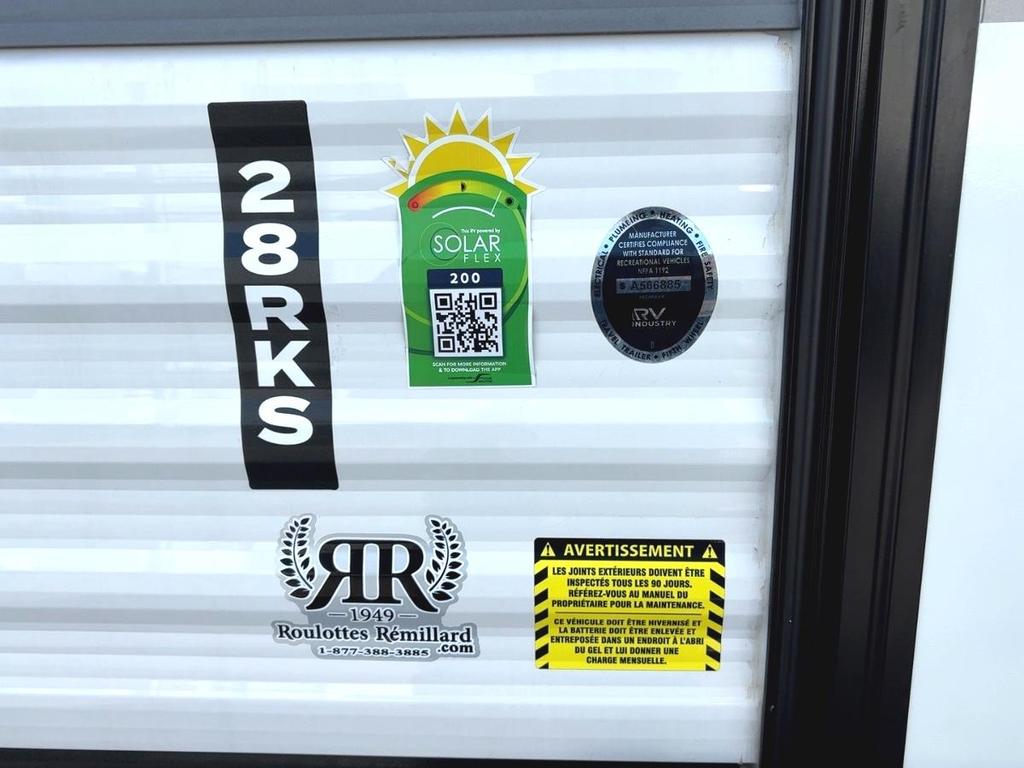 28RKS
This RV powered by
SOLAR
FLEX
200
SCAN FOR MORE INFORMATION
& TO DOWNLOAD THE APP
ELECTRICAL • PLUMBING • HEATING • FIRE SAFETY
MANUFACTURER
CERTIFIES COMPLIANCE
WITH STANDARD FOR
RECREATIONAL VEHICLES
NFPA 1192
A586885
RV
INDUSTRY
TRAVEL TRAILER • FIFTH WHEEL
RR
1949
Roulottes Rémillard
.com
1-877-388-3885
AVERTISSEMENT
LES JOINTS EXTÉRIEURS DOIVENT ÊTRE
INSPECTÉS TOUS LES 90 JOURS.
RÉFÉREZ-VOUS AU MANUEL DU
PROPRIÉTAIRE POUR LA MAINTENANCE.
CE VÉHICULE DOIT ÊTRE HIVERNISÉ ET
LA BATTERIE DOIT ÊTRE ENLEVÉE ET
ENTREPOSÉE DANS UN ENDROIT À L'ABRI
DU GEL ET LUI DONNER UNE
CHARGE MENSUELLE.